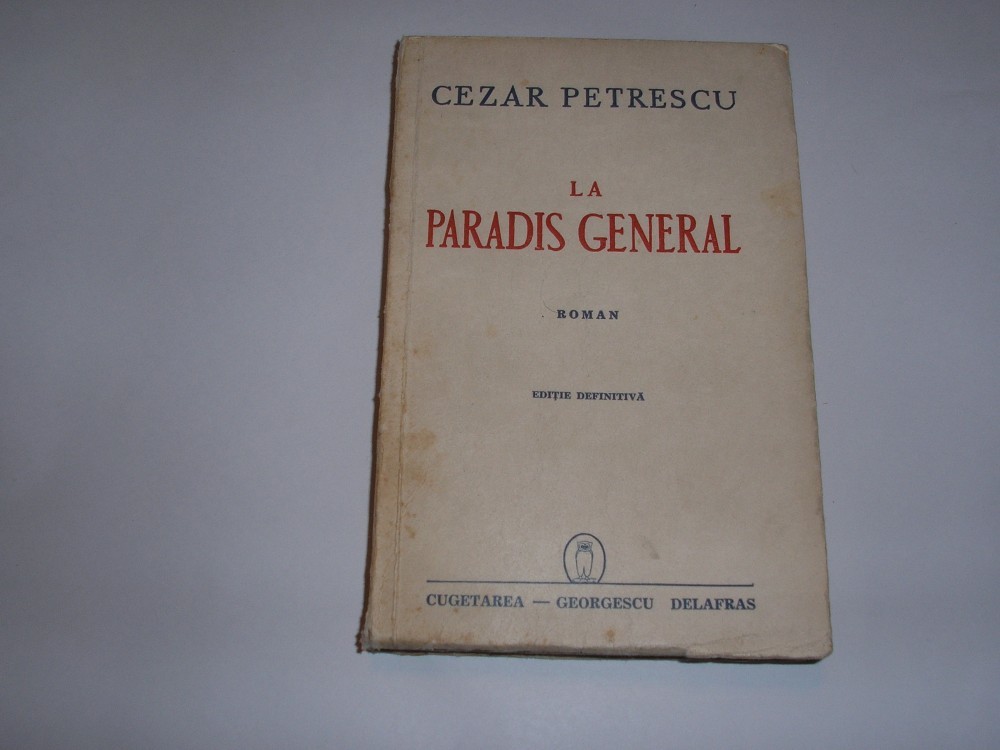 CEZAR PETRESCU
LA
PARADIS GENERAL
ROMAN
EDIȚIE DEFINITIVĂ
CUGETAREA — GEORGESCU DELAFRAS